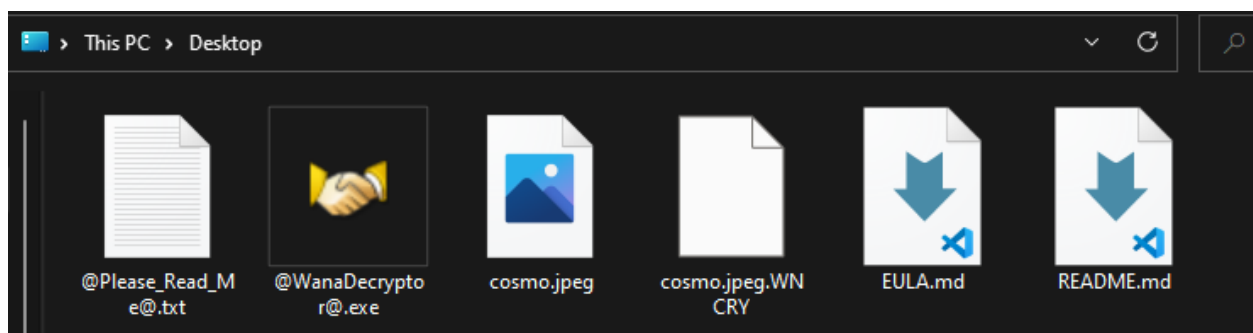 This PC > Desktop
@Please_Read_M
e@.txt
@WanaDecrypto
r@.exe
cosmo.jpeg
cosmo.jpeg.WN
CRY
EULA.md
README.md